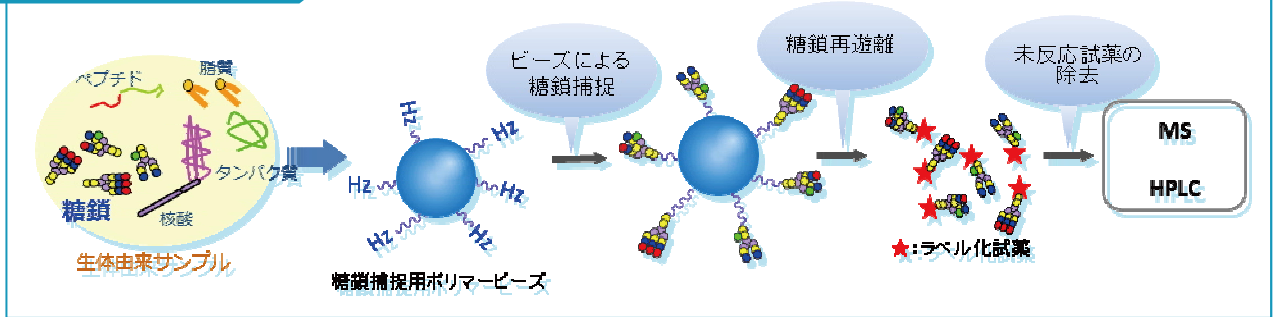 ペプチド
脂質
タンパク質
糖鎖
核酸
生体由来サンプル
Hz
Hz
Hz
Hz
Hz
Hz
糖鎖捕捉用ポリマービーズ
ビーズによる
糖鎖捕捉
糖鎖再遊離
★:ラベル化試薬
未反応試薬の
除去
MS
HPLC